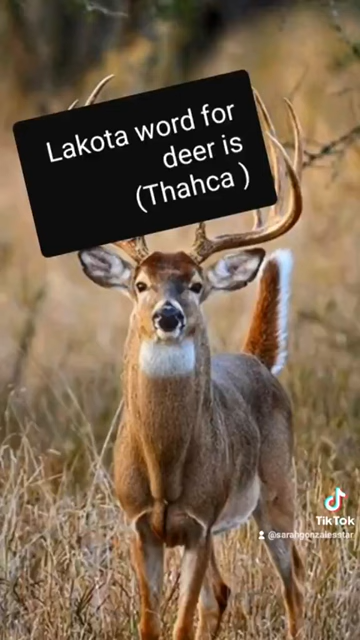 Lakota word for
deer is
(Thahca )
TikTok
@sarahgonzalesstar